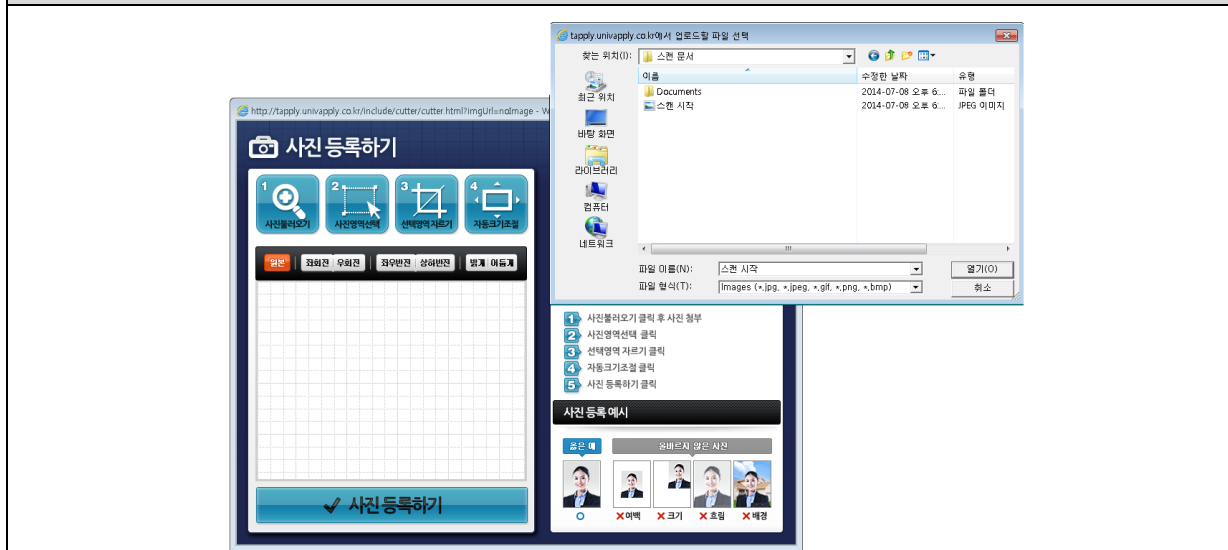 tapply.univapply.co.kr에서 업로드할 파일 선택
찾는 위치(I):
스캔 문서
이름
수정한 날짜
유형
Documents
2014-07-08 오후 6:...
파일 폴더
스캔 시작
2014-07-08 오후 6:...
JPEG 이미지
최근 위치
바탕 화면
라이브러리
컴퓨터
네트워크
파일 이름(N):
스캔 시작
열기(O)
파일 형식(T):
Images (*.jpg, *.jpeg, *.gif, *.png, *.bmp)
취소
http://tapply.univapply.co.kr/include/cutter/cutter.html?imgUrl=noImage - W
사진 등록하기
1 2 3 4
사진불러오기 사진영역선택 선택영역자르기 자동크기조절
원본 좌회전 우회전 좌우반전 상하반전 밝게 어둡게
사진 등록하기
1 사진불러오기 클릭 후 사진 첨부
2 사진영역선택 클릭
3 선택영역 자르기 클릭
4 자동크기조절 클릭
5 사진 등록하기 클릭
사진 등록 예시
옳은 예 올바르지 않은 사진
여백 크기 흐림 배경